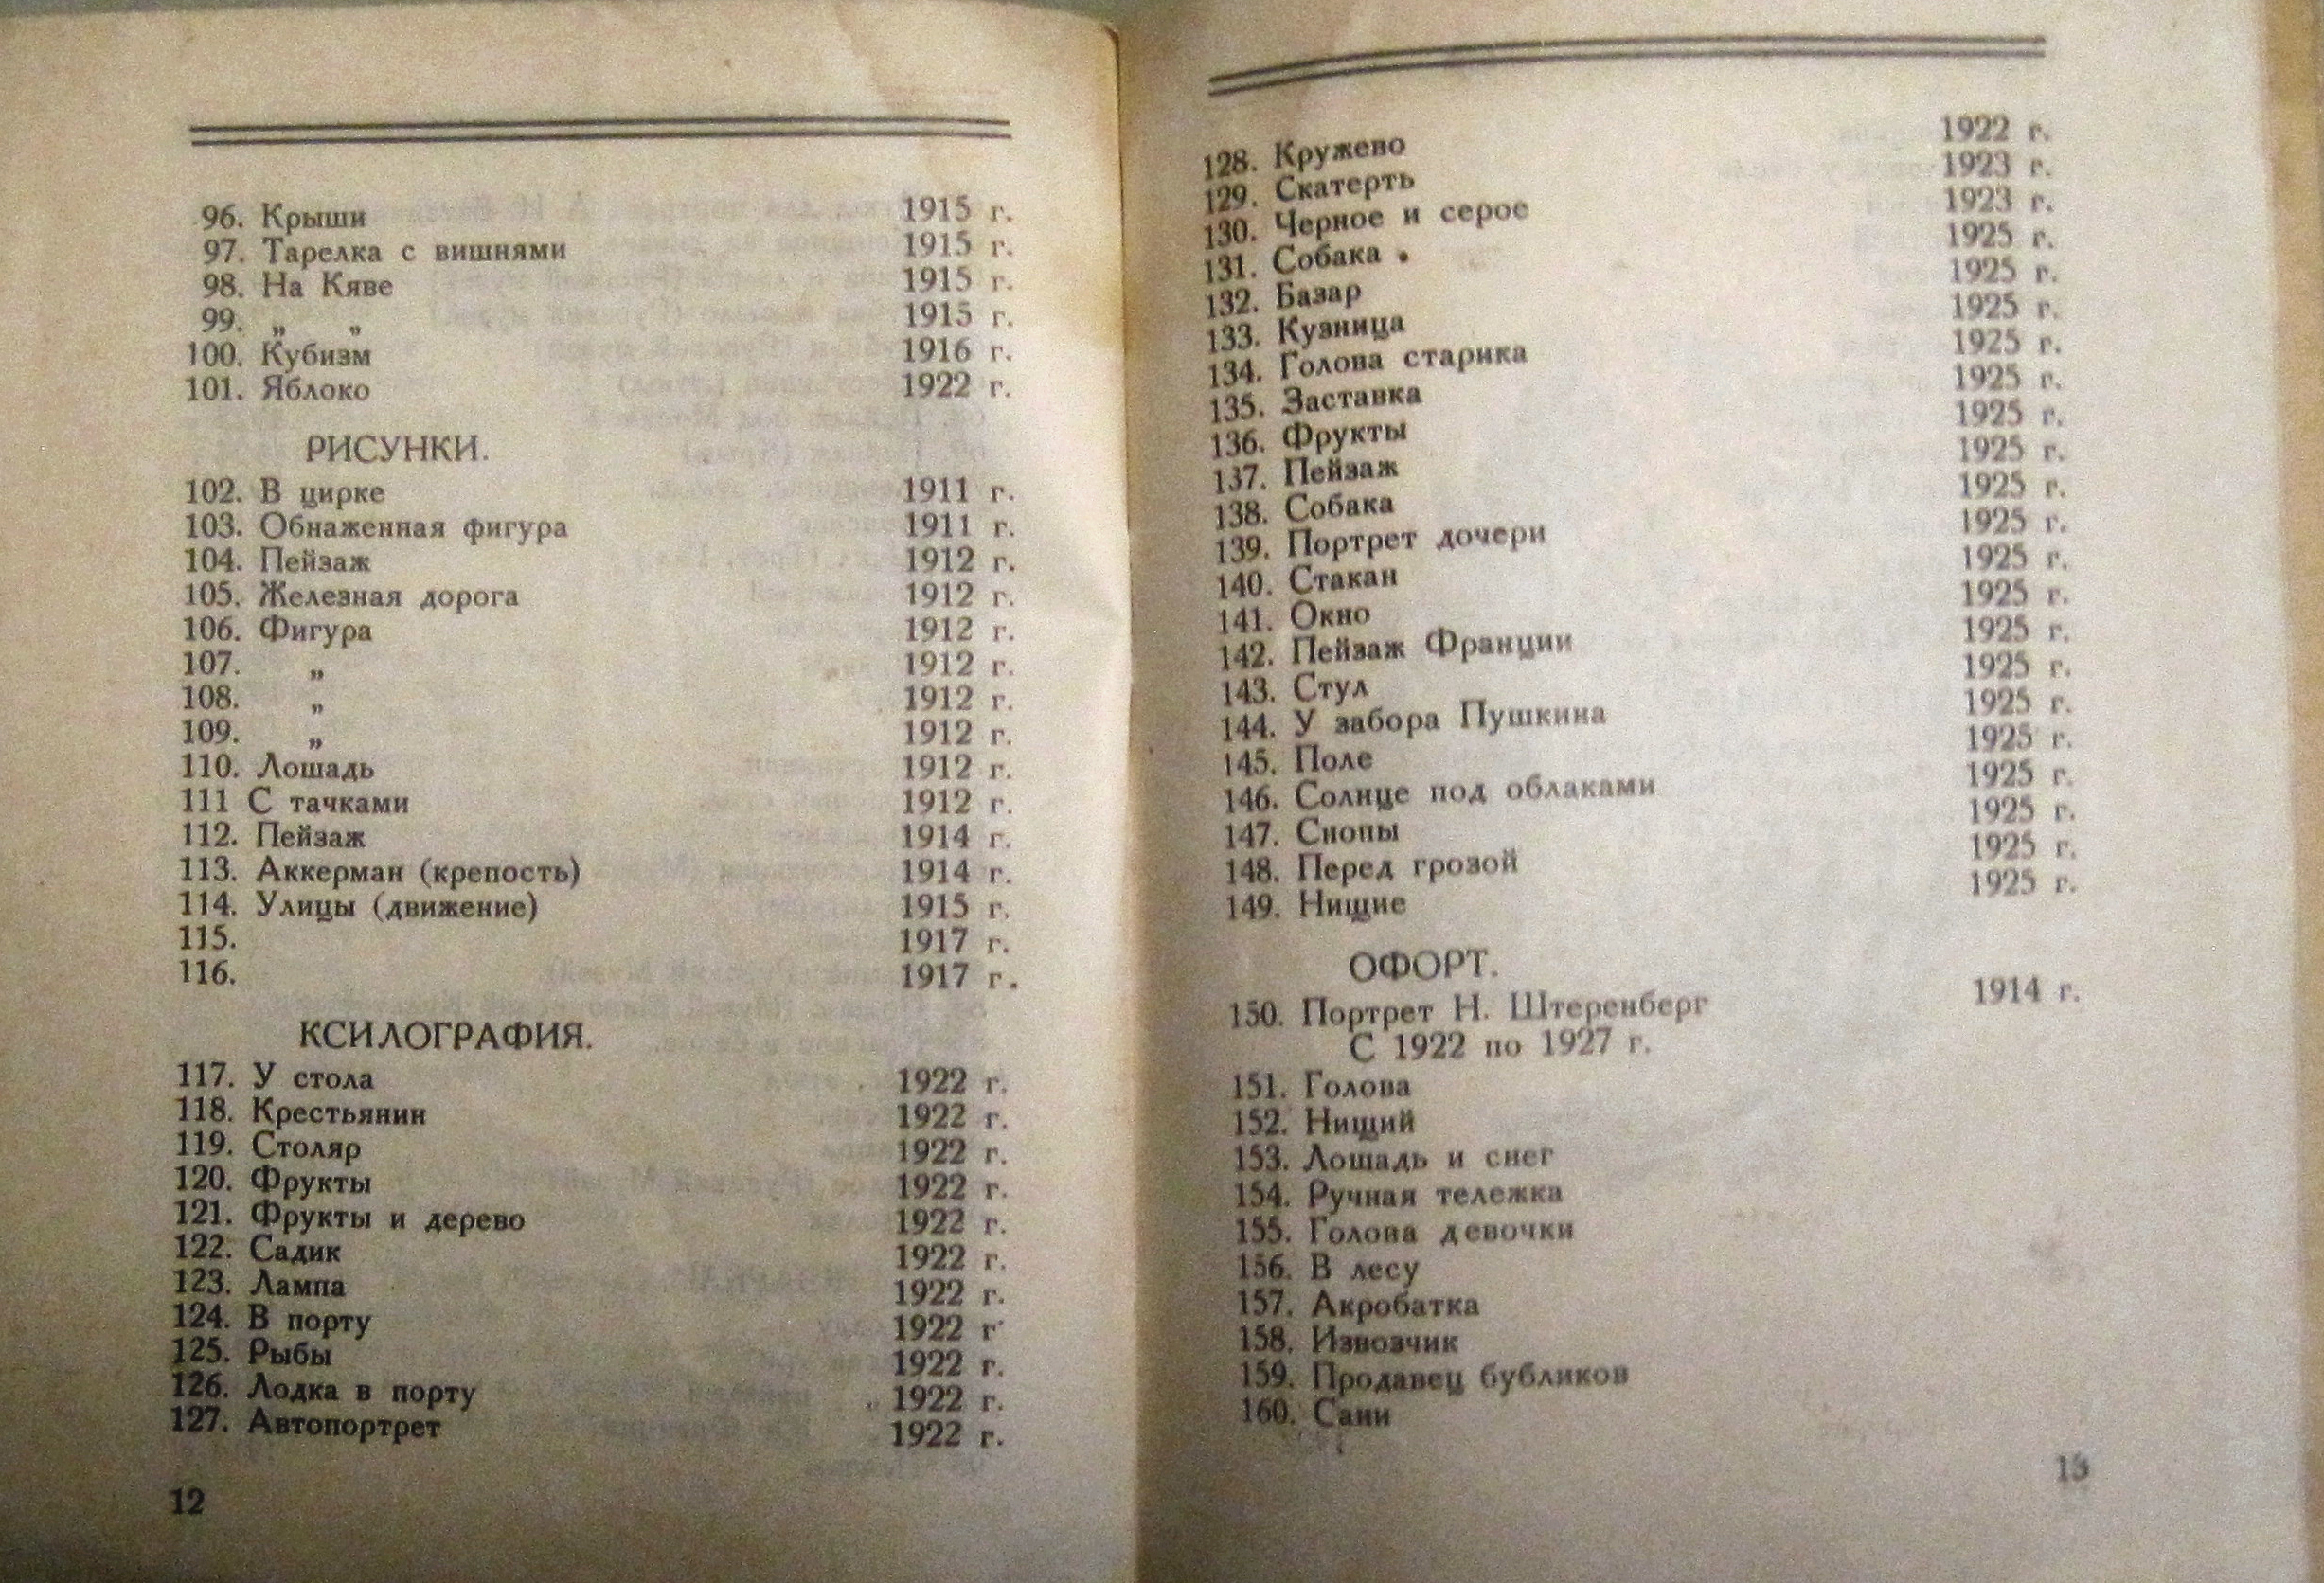 96. Крыши 1915 г.
97. Тарелка с вишнями 1915 г.
98. На Кяве 1915 г.
99. „ „ 1915 г.
100. Кубизм 1916 г.
101. Яблоко 1922 г.
РИСУНКИ.
102. В цирке 1911 г.
103. Обнаженная фигура 1911 г.
104. Пейзаж 1912 г.
105. Железная дорога 1912 г.
106. Фигура 1912 г.
107. „ 1912 г.
108. „ 1912 г.
109. „ 1912 г.
110. Лошадь 1912 г.
111 С тачками 1912 г.
112. Пейзаж 1914 г.
113. Аккерман (крепость) 1914 г.
114. Улицы (движение) 1915 г.
115. 1917 г.
116. 1917 г.
КСИЛОГРАФИЯ.
117. У стола 1922 г.
118. Крестьянин 1922 г.
119. Столяр 1922 г.
120. Фрукты 1922 г.
121. Фрукты и дерево 1922 г.
122. Садик 1922 г.
123. Лампа 1922 г.
124. В порту 1922 г
125. Рыбы 1922 г.
126. Лодка в порту 1922 г.
127. Автопортрет 1922 г.
12
128. Кружево 1922 г.
129. Скатерть 1923 г.
130. Черное и серое 1923 г.
131. Собака . 1925 г.
132. Базар 1925 г.
133. Кузница 1925 г.
134. Голова старика 1925 г.
135. Заставка 1925 г.
136. Фрукты 1925 г.
137. Пейзаж 1925 г.
138. Собака 1925 г.
139. Портрет дочери 1925 г.
140. Стакан 1925 г.
141. Окно 1925 г.
142. Пейзаж Франции 1925 г.
143. Стул 1925 г.
144. У забора Пушкина 1925 г.
145. Поле 1925 г.
146. Солнце под облаками 1925 г.
147. Снопы 1925 г.
148. Перед грозой 1925 г.
149. Нищие 1925 г.
ОФОРТ.
150. Портрет Н. Штеренберг 1914 г.
С 1922 по 1927 г.
151. Голова
152. Нищий
153. Лошадь и снег
154. Ручная тележка
155. Голова девочки
156. В лесу
157. Акробатка
158. Извозчик
159. Продавец бубликов
160. Сани
13